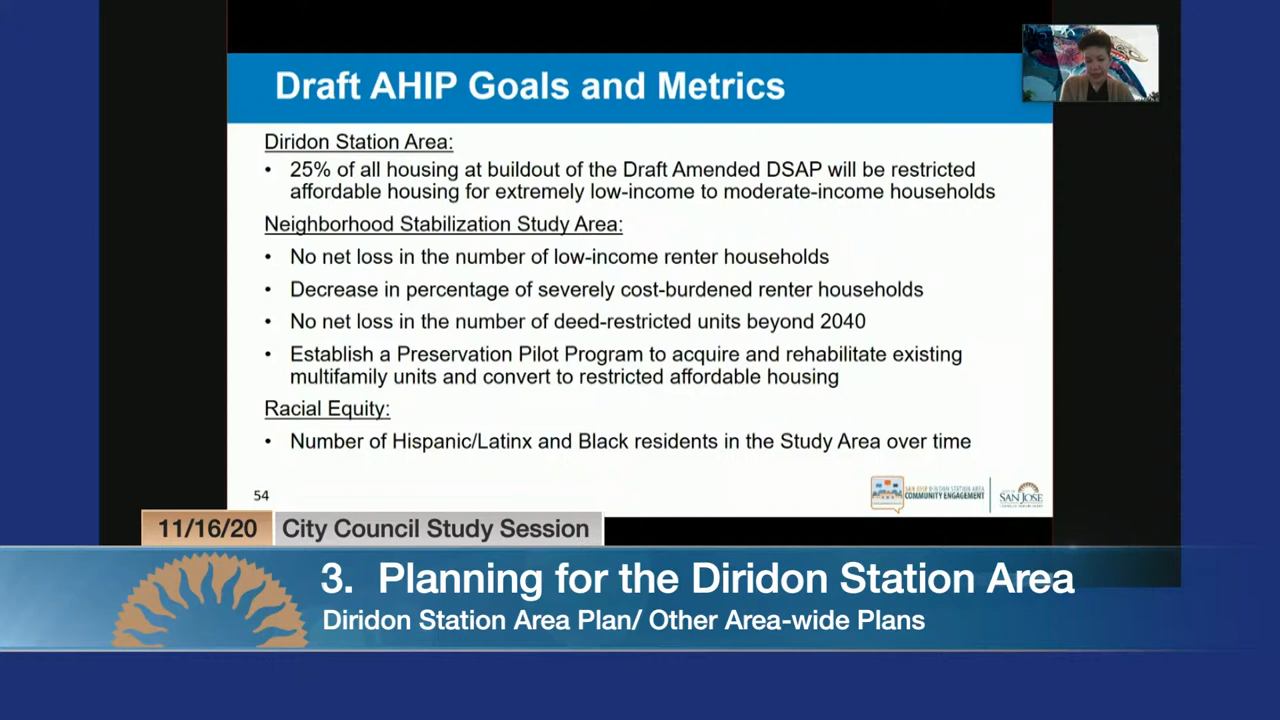 Draft AHIP Goals and Metrics
Diridon Station Area:
• 25% of all housing at buildout of the Draft Amended DSAP will be restricted
affordable housing for extremely low-income to moderate-income households
Neighborhood Stabilization Study Area:
• No net loss in the number of low-income renter households
• Decrease in percentage of severely cost-burdened renter households
• No net loss in the number of deed-restricted units beyond 2040
• Establish a Preservation Pilot Program to acquire and rehabilitate existing
multifamily units and convert to restricted affordable housing
Racial Equity:
• Number of Hispanic/Latinx and Black residents in the Study Area over time
54
SAN JOSE DIRIDON STATION AREA
COMMUNITY ENGAGEMENT
SAN JOSE
11/16/20 City Council Study Session
3. Planning for the Diridon Station Area
Diridon Station Area Plan/ Other Area-wide Plans